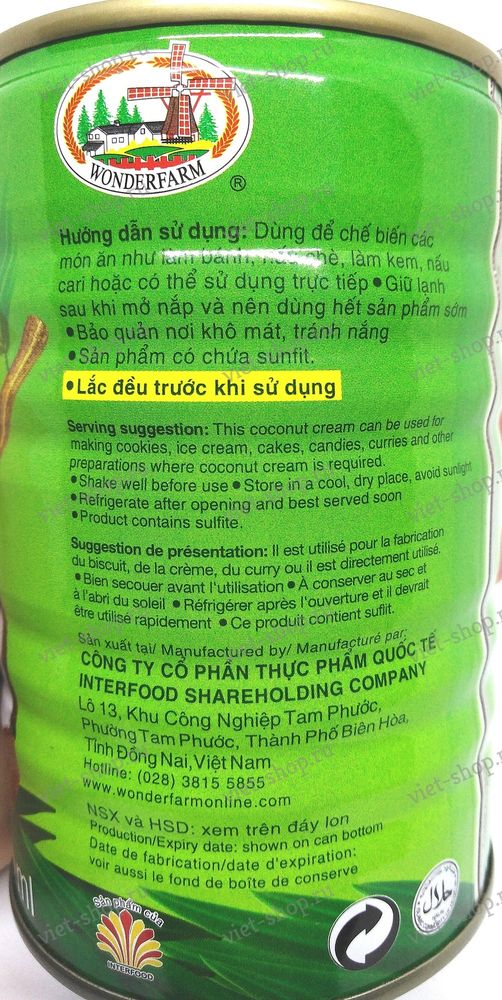 WONDERFARM
®
Hướng dẫn sử dụng: Dùng để chế biến các
món ăn như làm bánh, nấu chè, làm kem, nấu
cari hoặc có thể sử dụng trực tiếp • Giữ lạnh
sau khi mở nắp và nên dùng hết sản phẩm sớm
• Bảo quản nơi khô mát, tránh nắng
• Sản phẩm có chứa sunfit.
• Lắc đều trước khi sử dụng
Serving suggestion: This coconut cream can be used for
making cookies, ice cream, cakes, candies, curries and other
preparations where coconut cream is required.
• Shake well before use • Store in a cool, dry place, avoid sunlight
• Refrigerate after opening and best served soon
• Product contains sulfite.
Suggestion de présentation: Il est utilisé pour la fabrication
du biscuit, de la crème, du curry ou il est directement utilisé.
• Bien secouer avant l'utilisation • À conserver au sec et
à l'abri du soleil • Réfrigérer après l'ouverture et il devrait
être utilisé rapidement • Ce produit contient suflit.
Sản xuất tại/ Manufactured by/ Manufacturé par:
CÔNG TY CỔ PHẦN THỰC PHẨM QUỐC TẾ
INTERFOOD SHAREHOLDING COMPANY
Lô 13, Khu Công Nghiệp Tam Phước,
Phường Tam Phước, Thành Phố Biên Hòa,
Tỉnh Đồng Nai, Việt Nam
Hotline: (028) 3815 5855
www.wonderfarmonline.com
NSX và HSD: xem trên đáy lon
Production/Expiry date: shown on can bottom
Date de fabrication/date d'expiration:
voir aussi le fond de boîte de conserve
ml
Sản phẩm của
INTERFOOD
حلال
viet-shop.ru